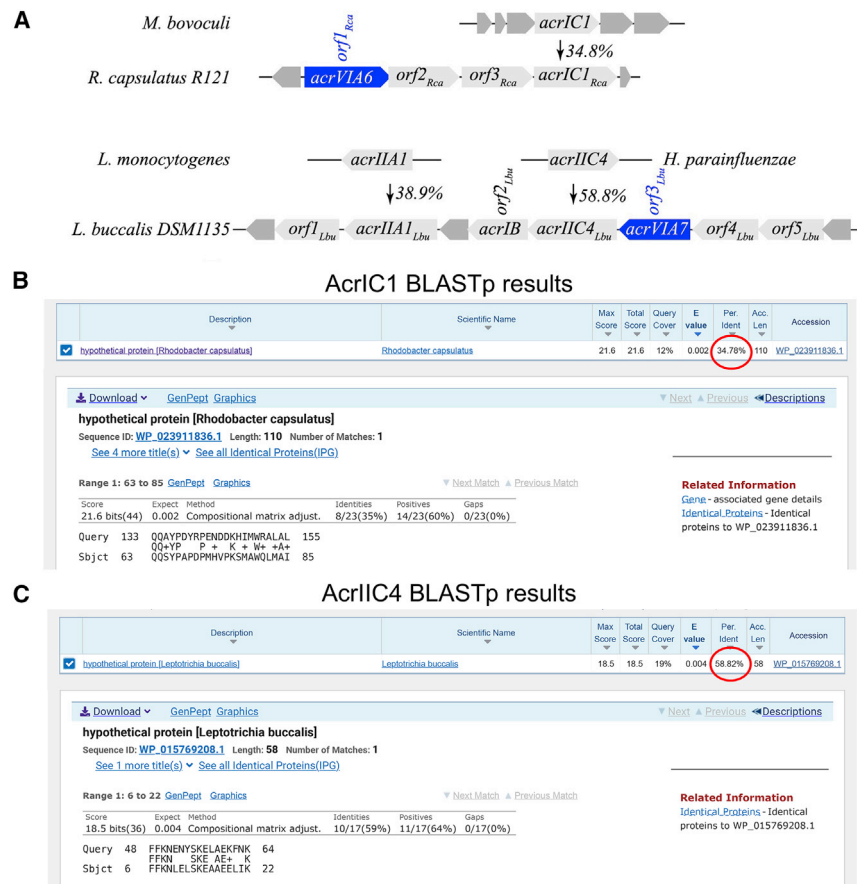 A
M. bovoculi
acrIC1
34.8%
orf1Rca
R. capsulatus R121
acrVIA6 orf2Rca orf3Rca acrIC1Rca
L. monocytogenes
acrIIA1
acrIIC4
H. parainfluenzae
38.9%
orf2Lbu
58.8%
orf3Lbu
L. buccalis DSM1135
orf1Lbu acrIIA1Lbu acrIB acrIIC4Lbu acrVIA7 orf4Lbu orf5Lbu
B
AcrIC1 BLASTp results
Description Scientific Name Max Score Total Score Query Cover E value Per. Ident Acc. Len Accession
hypothetical protein [Rhodobacter capsulatus] Rhodobacter capsulatus 21.6 21.6 12% 0.002 34.78% 110 WP_023911836.1
Download GenPept Graphics Next Previous Descriptions
hypothetical protein [Rhodobacter capsulatus]
Sequence ID: WP_023911836.1 Length: 110 Number of Matches: 1
See 4 more title(s) See all Identical Proteins(IPG)
Range 1: 63 to 85 GenPept Graphics Next Match Previous Match
Score Expect Method Identities Positives Gaps
21.6 bits(44) 0.002 Compositional matrix adjust. 8/23(35%) 14/23(60%) 0/23(0%)
Query 133 QQAYPDYRPENDDKHIMWRALAL 155
QQ+YP P + K + W+ +A+
Sbjct 63 QQSYPAPDPMHVPKSMAWQLMAI 85
Related Information
Gene - associated gene details
Identical Proteins - Identical
proteins to WP_023911836.1
C
AcrIIC4 BLASTp results
Description Scientific Name Max Score Total Score Query Cover E value Per. Ident Acc. Len Accession
hypothetical protein [Leptotrichia buccalis] Leptotrichia buccalis 18.5 18.5 19% 0.004 58.82% 58 WP_015769208.1
Download GenPept Graphics Next Previous Descriptions
hypothetical protein [Leptotrichia buccalis]
Sequence ID: WP_015769208.1 Length: 58 Number of Matches: 1
See 1 more title(s) See all Identical Proteins(IPG)
Range 1: 6 to 22 GenPept Graphics Next Match Previous Match
Score Expect Method Identities Positives Gaps
18.5 bits(36) 0.004 Compositional matrix adjust. 10/17(59%) 11/17(64%) 0/17(0%)
Query 48 FFKNENYSKELAEKFNK 64
FFKN SKE AE+ K
Sbjct 6 FFKNLELSKEAAEELIK 22
Related Information
Identical Proteins - Identical
proteins to WP_015769208.1